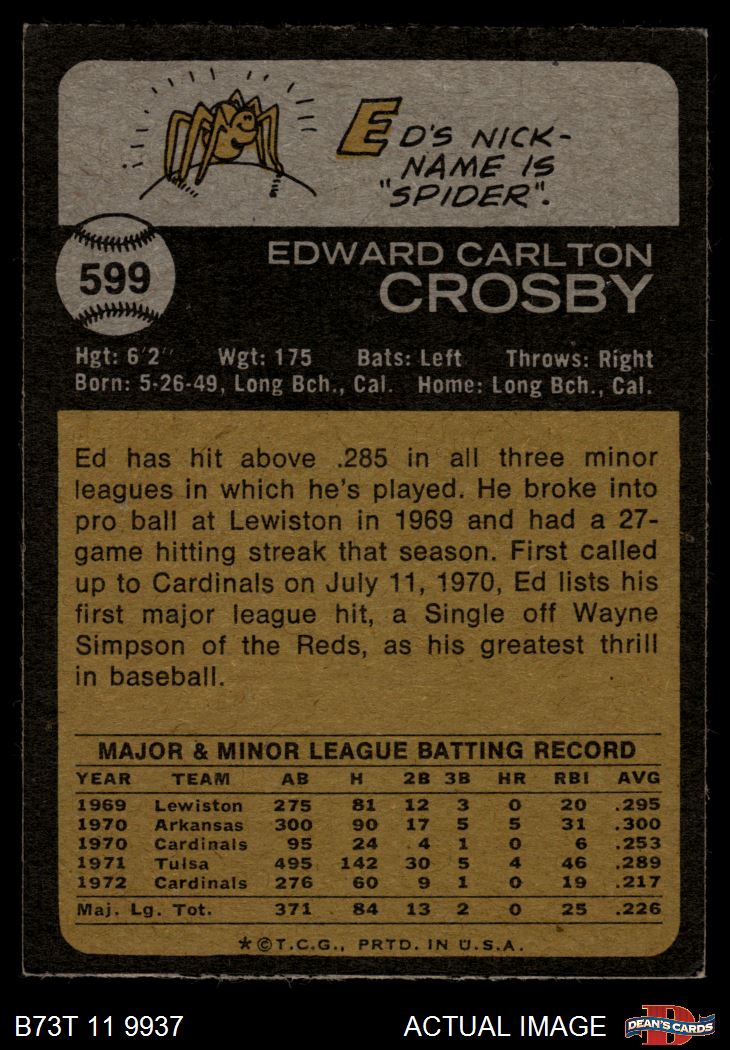 ED'S NICK-
NAME IS
"SPIDER".
599
EDWARD CARLTON
CROSBY
Hgt: 6'2" Wgt: 175 Bats: Left Throws: Right
Born: 5-26-49, Long Bch., Cal. Home: Long Bch., Cal.
Ed has hit above .285 in all three minor
leagues in which he's played. He broke into
pro ball at Lewiston in 1969 and had a 27-
game hitting streak that season. First called
up to Cardinals on July 11, 1970, Ed lists his
first major league hit, a Single off Wayne
Simpson of the Reds, as his greatest thrill
in baseball.
MAJOR & MINOR LEAGUE BATTING RECORD
YEAR TEAM AB H 2B 3B HR RBI AVG
1969 Lewiston 275 81 12 3 0 20 .295
1970 Arkansas 300 90 17 5 5 31 .300
1970 Cardinals 95 24 4 1 0 6 .253
1971 Tulsa 495 142 30 5 4 46 .289
1972 Cardinals 276 60 9 1 0 19 .217
Maj. Lg. Tot. 371 84 13 2 0 25 .226
*©T.C.G., PRTD. IN U.S.A.
B73T 11 9937 ACTUAL IMAGE
D
DEAN'S CARDS